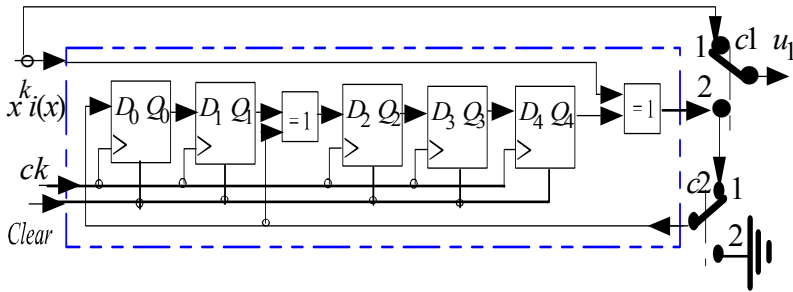 1 c1 u1
x^k i(x)
2
D0 Q0 D1 Q1 = 1 D2 Q2 D3 Q3 D4 Q4 = 1
ck
Clear
c2 1
2